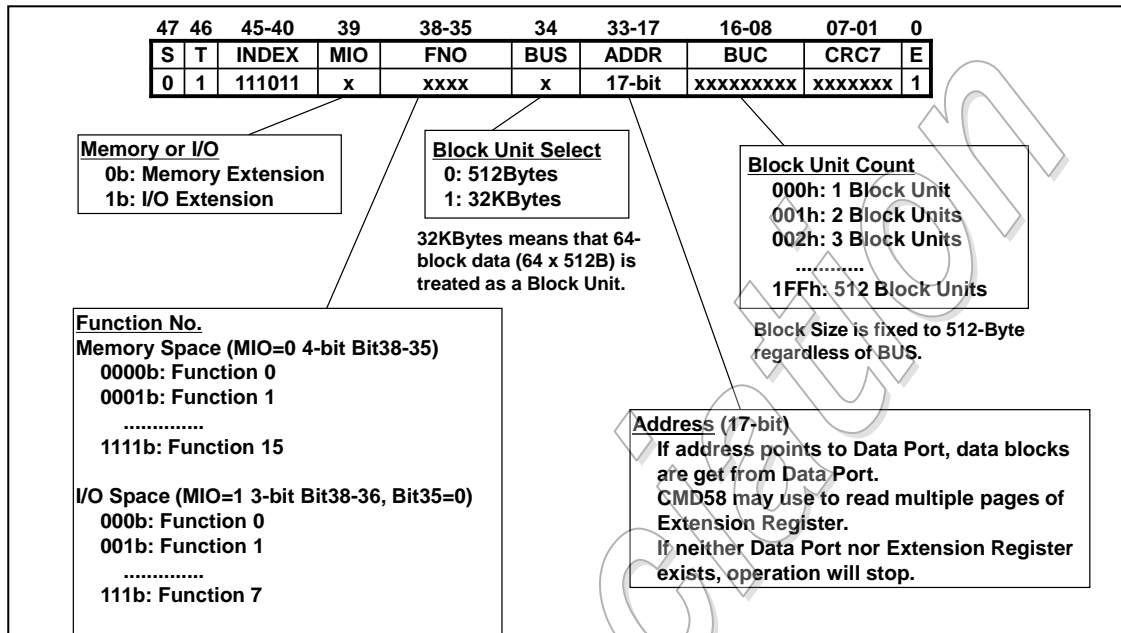 47 46 45-40 39 38-35 34 33-17 16-08 07-01 0
S T INDEX MIO FNO BUS ADDR BUC CRC7 E
0 1 111011 x xxxx x 17-bit xxxxxxxxx xxxxxxx 1
Memory or I/O
0b: Memory Extension
1b: I/O Extension
Block Unit Select
0: 512Bytes
1: 32KBytes
32KBytes means that 64-
block data (64 x 512B) is
treated as a Block Unit.
Block Unit Count
000h: 1 Block Unit
001h: 2 Block Units
002h: 3 Block Units
............
1FFh: 512 Block Units
Block Size is fixed to 512-Byte
regardless of BUS.
Function No.
Memory Space (MIO=0 4-bit Bit38-35)
0000b: Function 0
0001b: Function 1
..............
1111b: Function 15
I/O Space (MIO=1 3-bit Bit38-36, Bit35=0)
000b: Function 0
001b: Function 1
..............
111b: Function 7
Address (17-bit)
If address points to Data Port, data blocks
are get from Data Port.
CMD58 may use to read multiple pages of
Extension Register.
If neither Data Port nor Extension Register
exists, operation will stop.
ciation